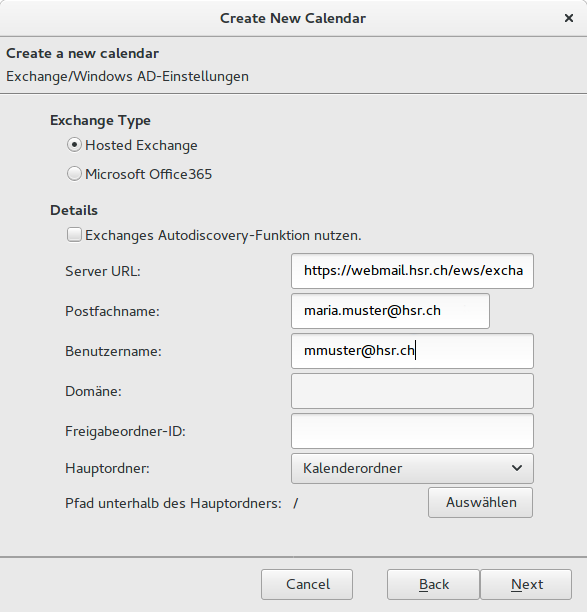 Create New Calendar
Create a new calendar
Exchange/Windows AD-Einstellungen
Exchange Type
Hosted Exchange
Microsoft Office365
Details
Exchanges Autodiscovery-Funktion nutzen.
Server URL: https://webmail.hsr.ch/ews/excha
Postfachname: maria.muster@hsr.ch
Benutzername: mmuster@hsr.ch
Domäne:
Freigabeordner-ID:
Hauptordner: Kalenderordner
Pfad unterhalb des Hauptordners: / Auswählen
Cancel Back Next